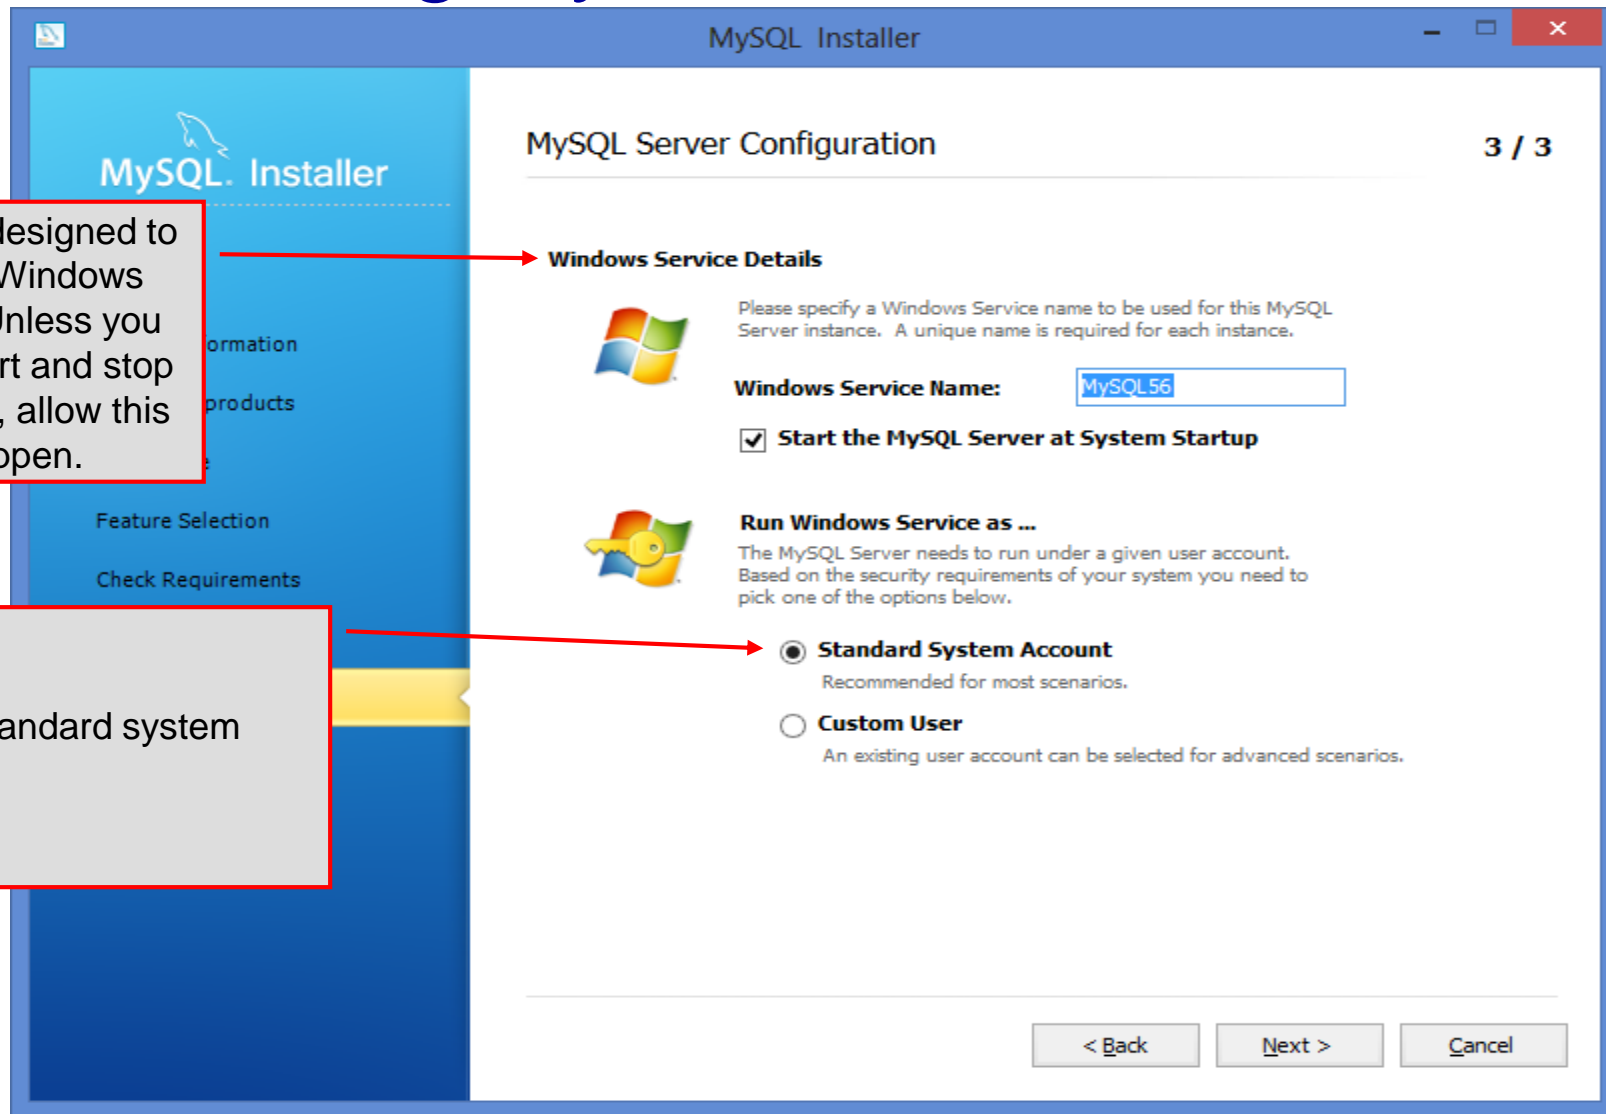 MySQL Installer
MySQL Installer
MySQL Server Configuration
3 / 3
designed to
Windows
Unless you
rt and stop
, allow this
open.
ormation
products
Feature Selection
Check Requirements
andard system
Windows Service Details
Please specify a Windows Service name to be used for this MySQL
Server instance. A unique name is required for each instance.
Windows Service Name: MySQL56
Start the MySQL Server at System Startup
Run Windows Service as ...
The MySQL Server needs to run under a given user account.
Based on the security requirements of your system you need to
pick one of the options below.
Standard System Account
Recommended for most scenarios.
Custom User
An existing user account can be selected for advanced scenarios.
< Back
Next >
Cancel